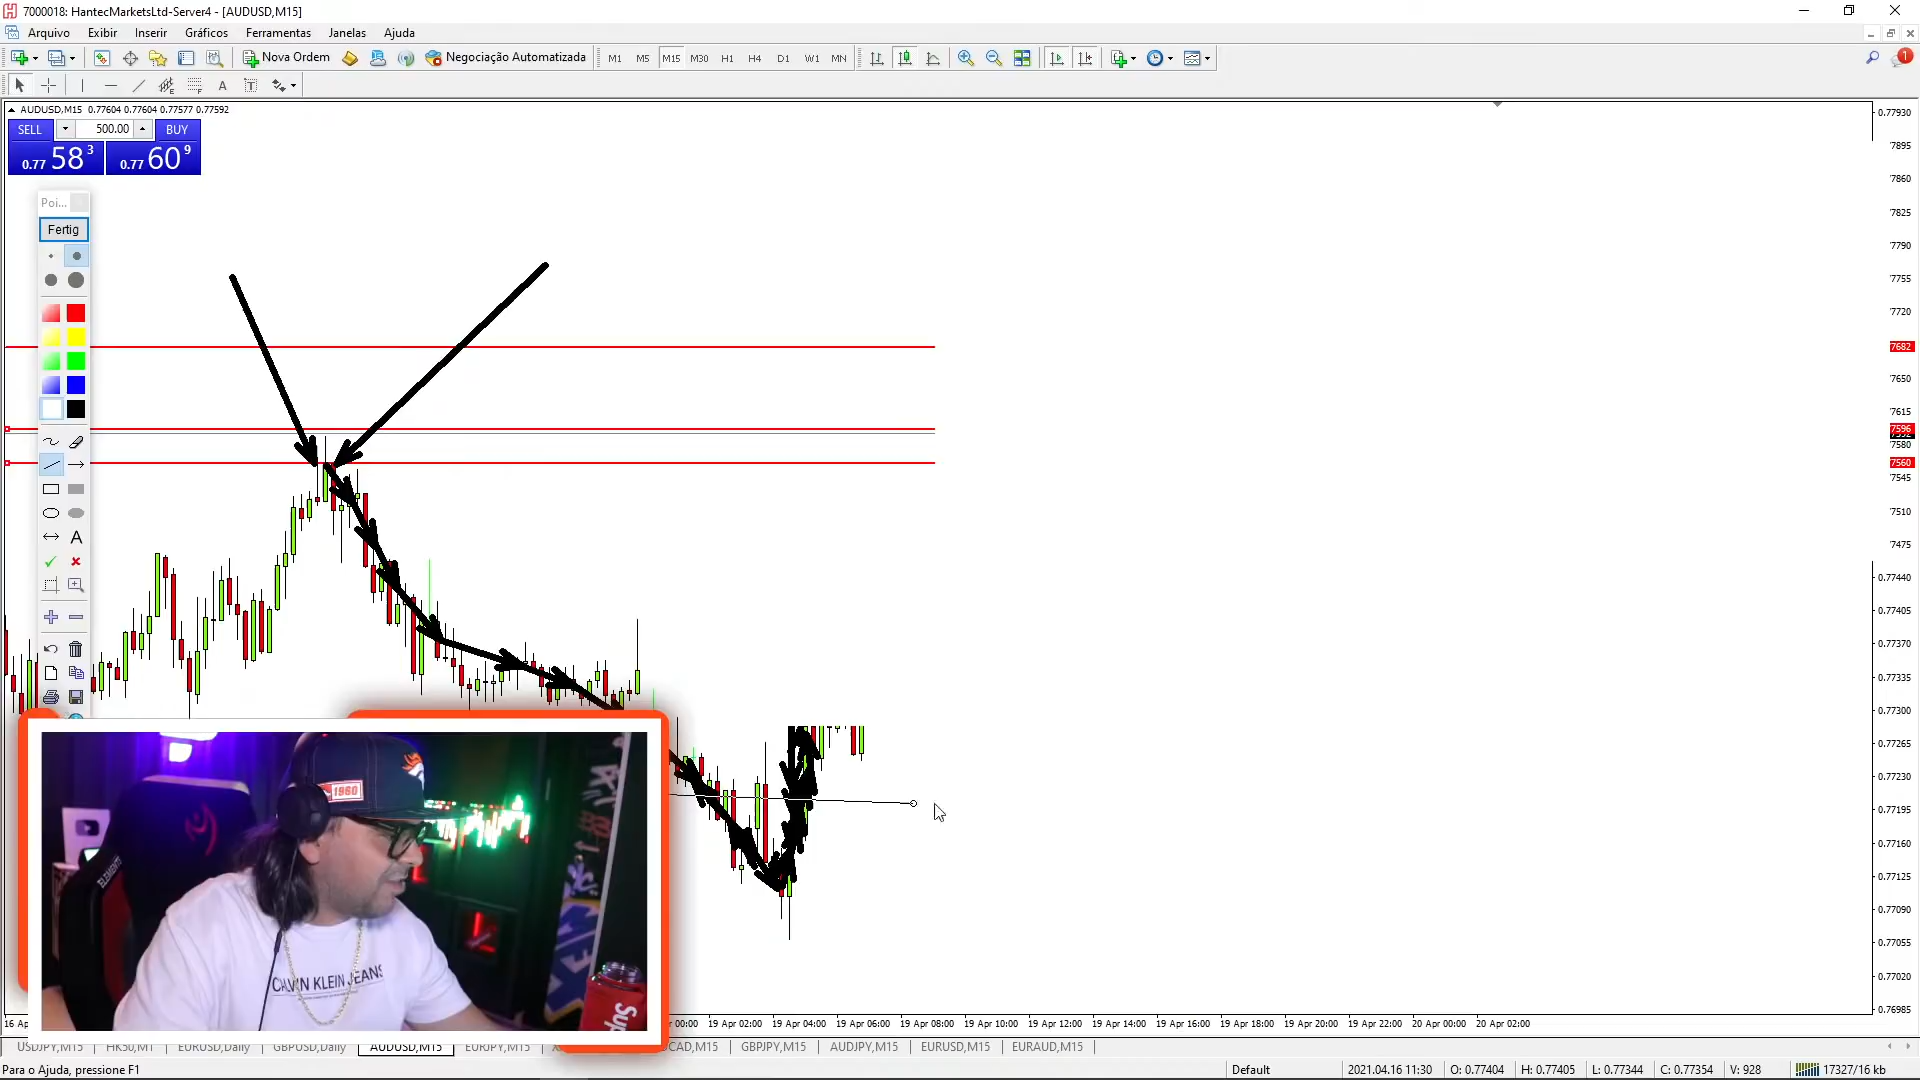 7000018: HantecMarketsLtd-Server4 - [AUDUSD,M15]
Arquivo Exibir Inserir Gráficos Ferramentas Janelas Ajuda
Nova Ordem Negociação Automatizada M1 M5 M15 M30 H1 H4 D1 W1 MN 1
A T
AUDUSD,M15 0.77604 0.77604 0.77577 0.77592
SELL 500.00 BUY
0.77 58 3 0.77 60 9
Poi...
Fertig
A
0.77930
7895
7860
7825
7790
7755
7720
7682
7650
7615
7596
7580
7560
7545
7510
7475
0.77440
0.77405
0.77370
0.77335
0.77300
0.77265
0.77230
0.77195
0.77160
0.77125
0.77090
0.77055
0.77020
0.76985
1960
ELEMENTS
CALVIN KLEIN JEANS
Sup
16 Ap 00:00 19 Apr 02:00 19 Apr 04:00 19 Apr 06:00 19 Apr 08:00 19 Apr 10:00 19 Apr 12:00 19 Apr 14:00 19 Apr 16:00 19 Apr 18:00 19 Apr 20:00 19 Apr 22:00 20 Apr 00:00 20 Apr 02:00
USDJPY,M15 HK50,M1 EURUSD,Daily GBPUSD,Daily AUDUSD,M15 EURJPY,M15 CAD,M15 GBPJPY,M15 AUDJPY,M15 EURUSD,M15 EURAUD,M15
Para o Ajuda, pressione F1 Default 2021.04.16 11:30 O: 0.77404 H: 0.77405 L: 0.77344 C: 0.77354 V: 928 17327/16 kb